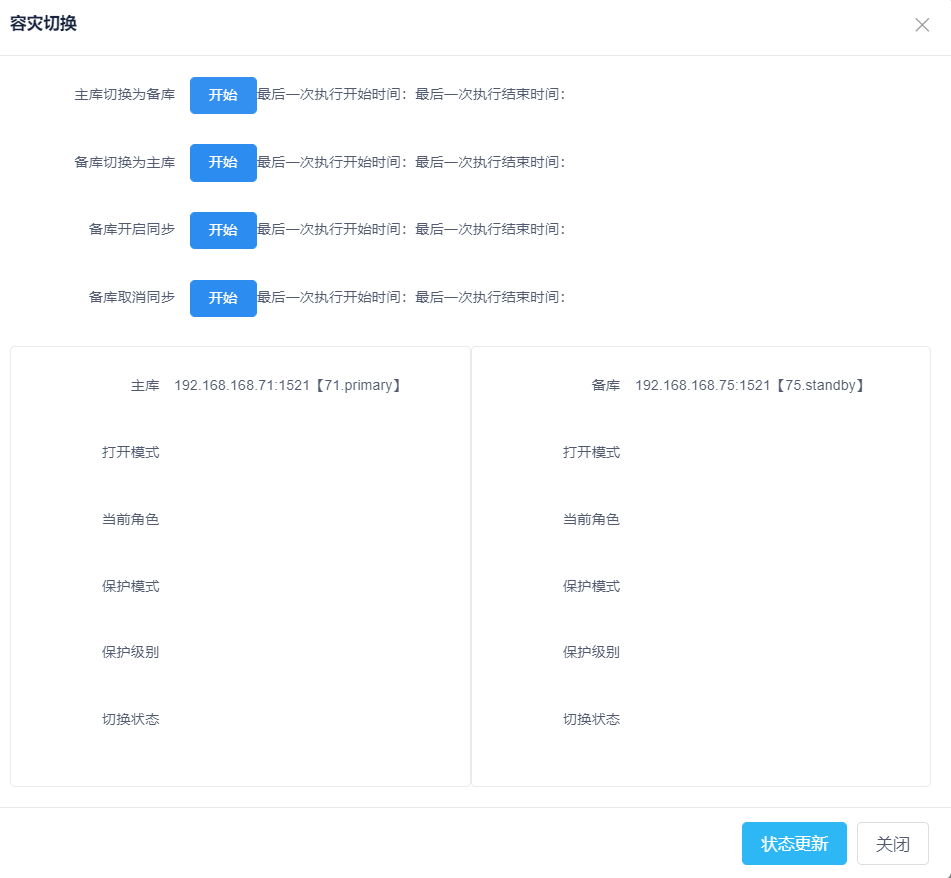 容灾切换
主库切换为备库 开始 最后一次执行开始时间：最后一次执行结束时间：
备库切换为主库 开始 最后一次执行开始时间：最后一次执行结束时间：
备库开启同步 开始 最后一次执行开始时间：最后一次执行结束时间：
备库取消同步 开始 最后一次执行开始时间：最后一次执行结束时间：
主库 192.168.168.71:1521【71.primary】
打开模式
当前角色
保护模式
保护级别
切换状态
备库 192.168.168.75:1521【75.standby】
打开模式
当前角色
保护模式
保护级别
切换状态
状态更新 关闭